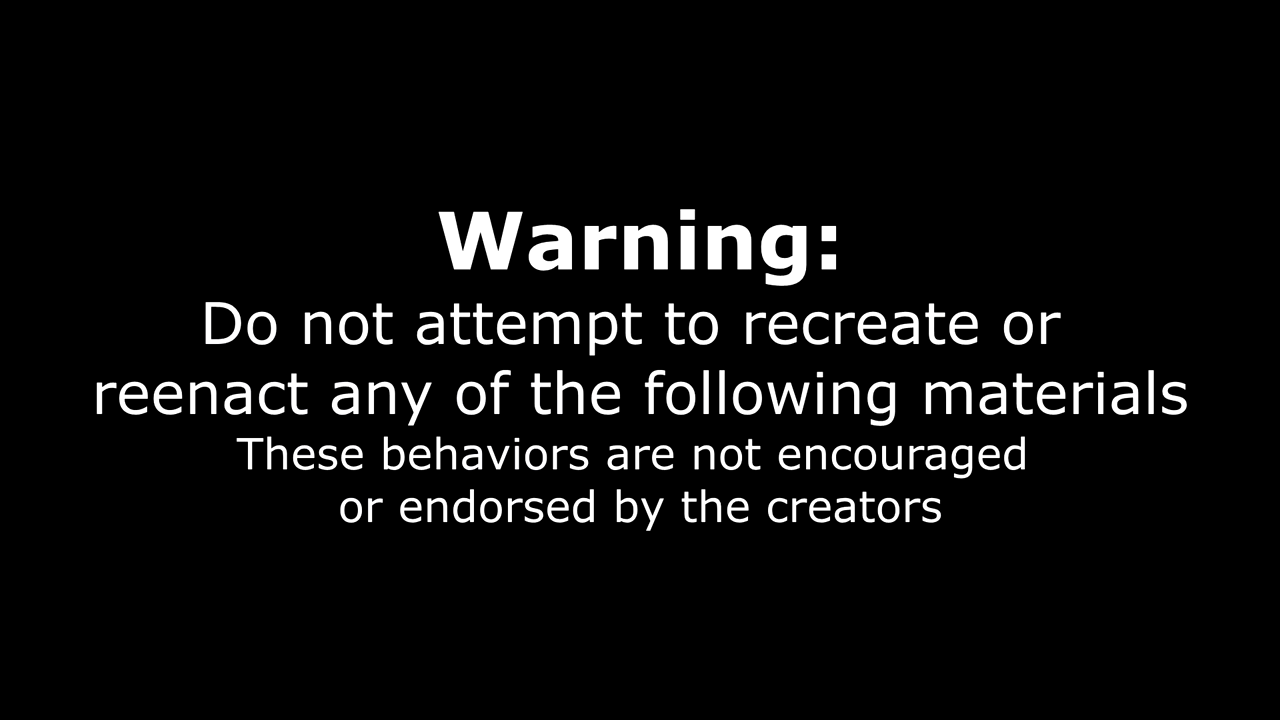 Warning:
Do not attempt to recreate or
reenact any of the following materials
These behaviors are not encouraged
or endorsed by the creators